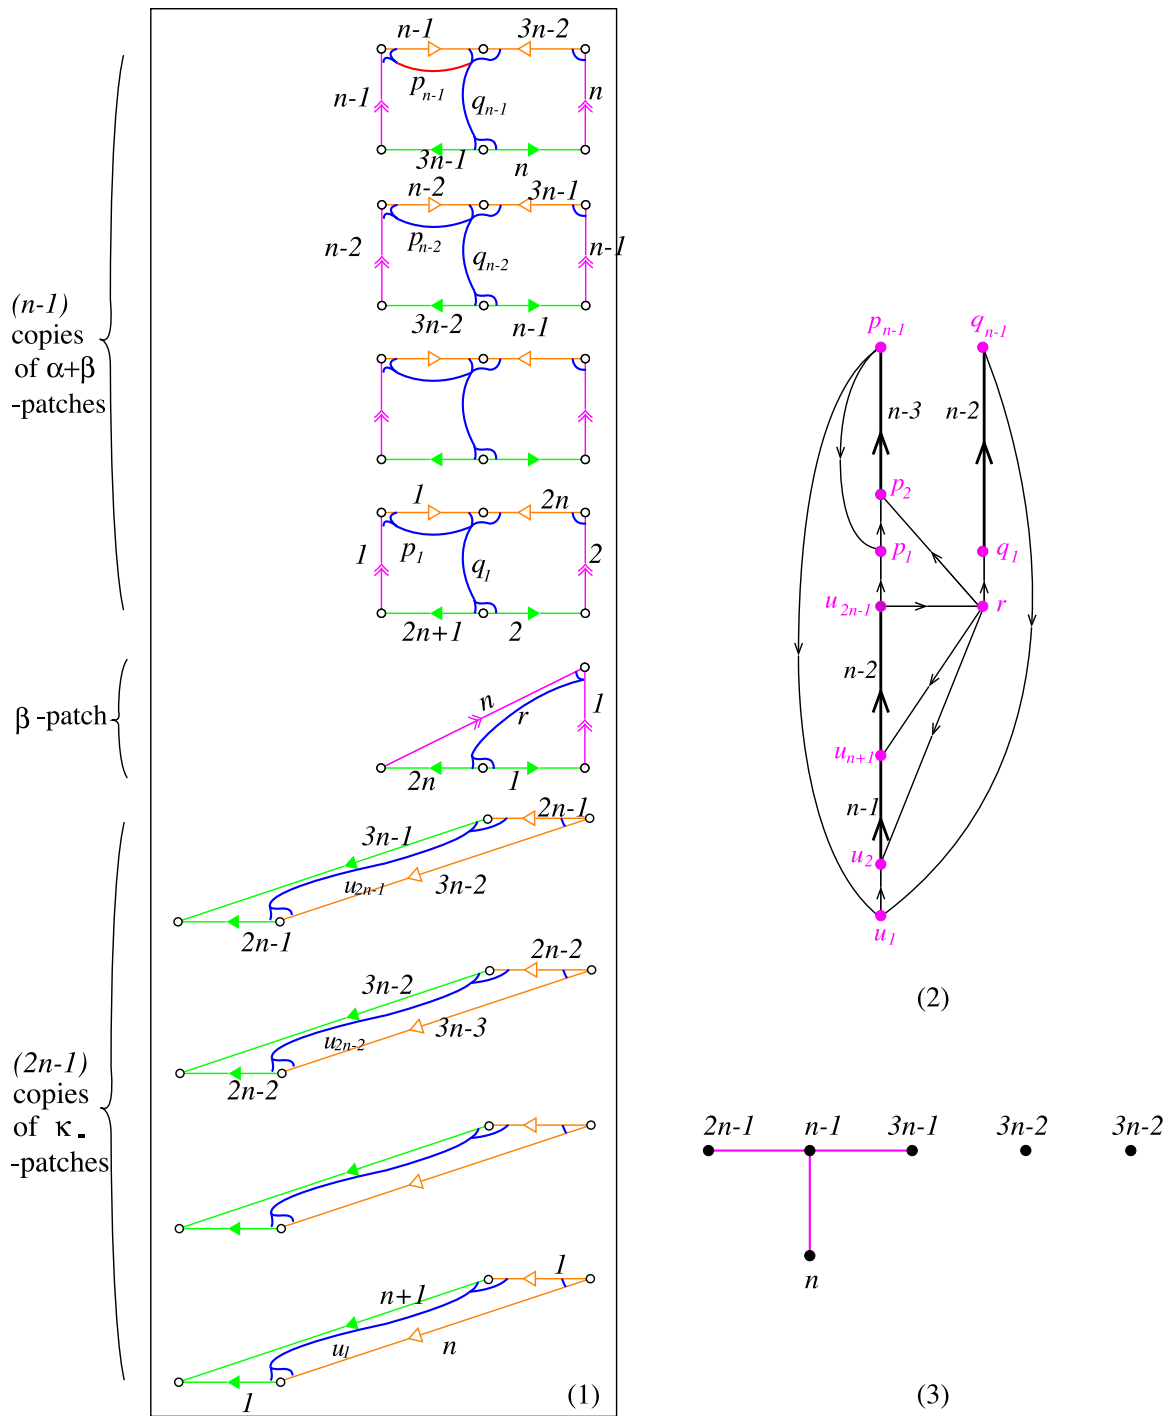 n-1 3n-2
p_{n-1}
n-1 q_{n-1} n
3n-1 n
n-2 3n-1
p_{n-2}
n-2 q_{n-2} n-1
3n-2 n-1
(n-1)
copies
of α+β
-patches
1 2n
p_1
1 q_1 2
2n+1 2
β -patch
n r 1
2n 1
2n-1
3n-1
u_{2n-1} 3n-2
2n-1
2n-2
3n-2
u_{2n-2} 3n-3
2n-2
(2n-1)
copies
of κ_-
-patches
1
n+1
u_1 n
1
(1)
p_{n-1} q_{n-1}
n-3 n-2
p_2
p_1 q_1
u_{2n-1} r
n-2
u_{n+1}
n-1
u_2
u_1
(2)
2n-1 n-1 3n-1 3n-2 3n-2
n
(3)